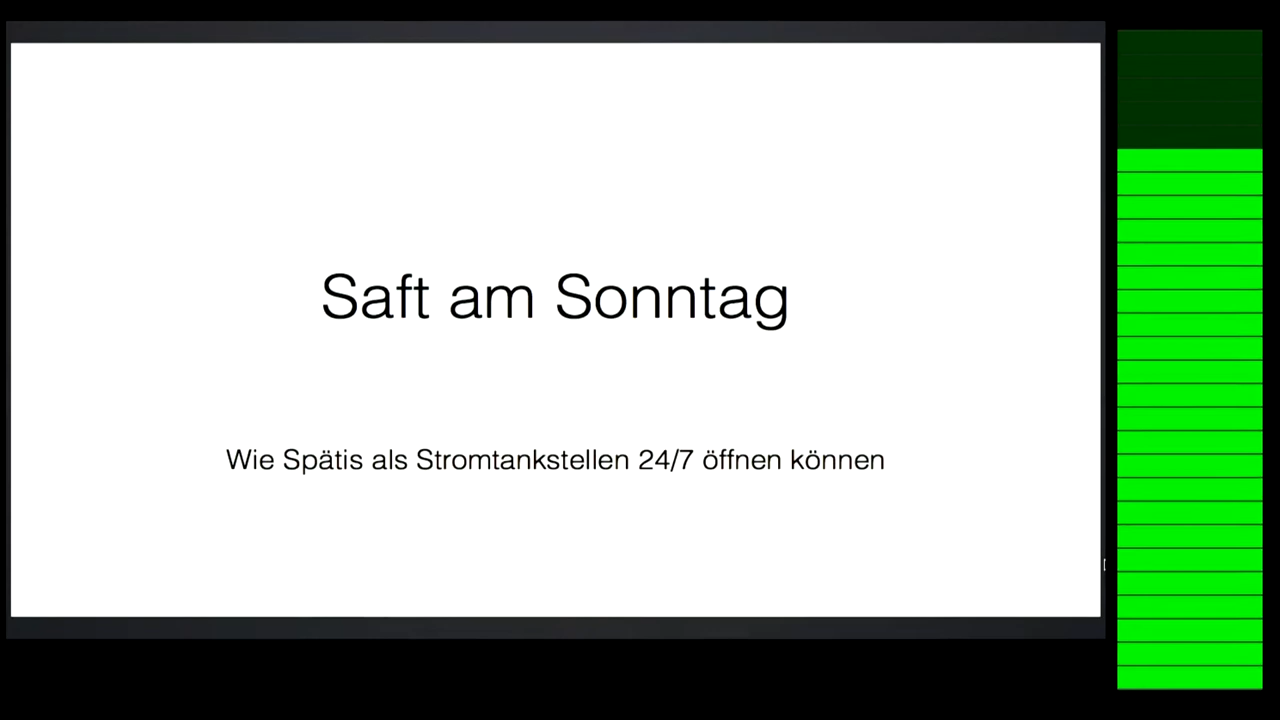 Saft am Sonntag
Wie Spätis als Stromtankstellen 24/7 öffnen können